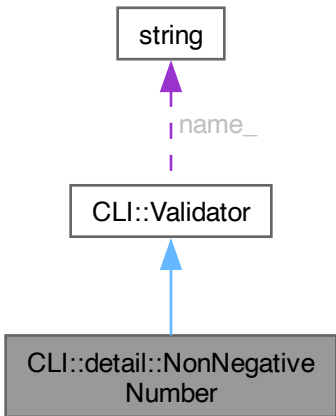 string
name_
CLI::Validator
CLI::detail::NonNegative
Number